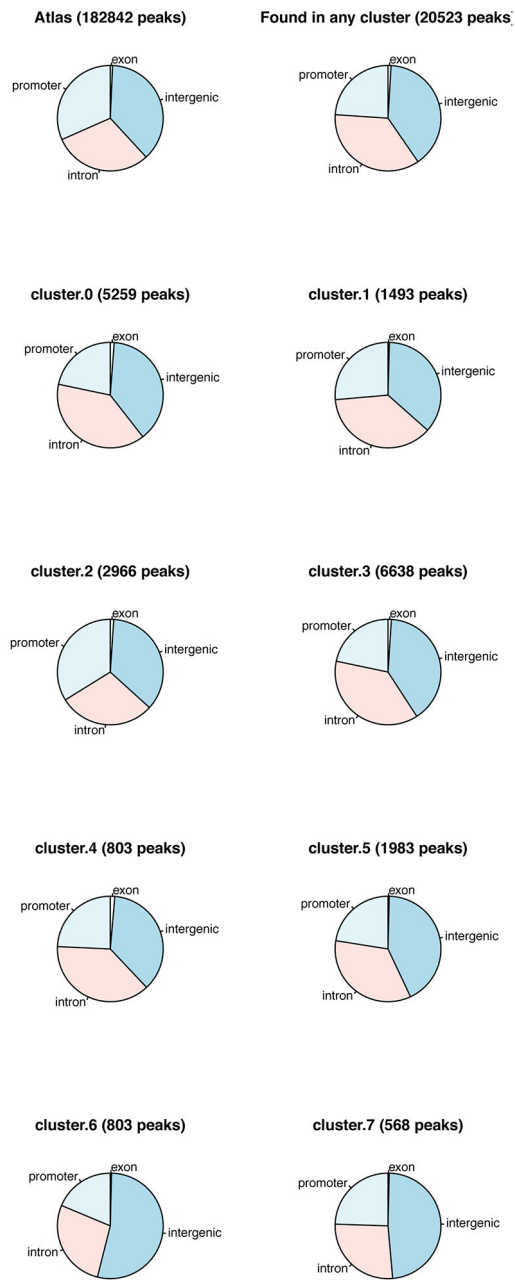 Atlas (182842 peaks)
exon
promoter
intergenic
intron
Found in any cluster (20523 peaks)
exon
promoter
intergenic
intron
cluster.0 (5259 peaks)
exon
promoter
intergenic
intron
cluster.1 (1493 peaks)
exon
promoter
intergenic
intron
cluster.2 (2966 peaks)
exon
promoter
intergenic
intron
cluster.3 (6638 peaks)
exon
promoter
intergenic
intron
cluster.4 (803 peaks)
exon
promoter
intergenic
intron
cluster.5 (1983 peaks)
exon
promoter
intergenic
intron
cluster.6 (803 peaks)
exon
promoter
intergenic
intron
cluster.7 (568 peaks)
exon
promoter
intergenic
intron